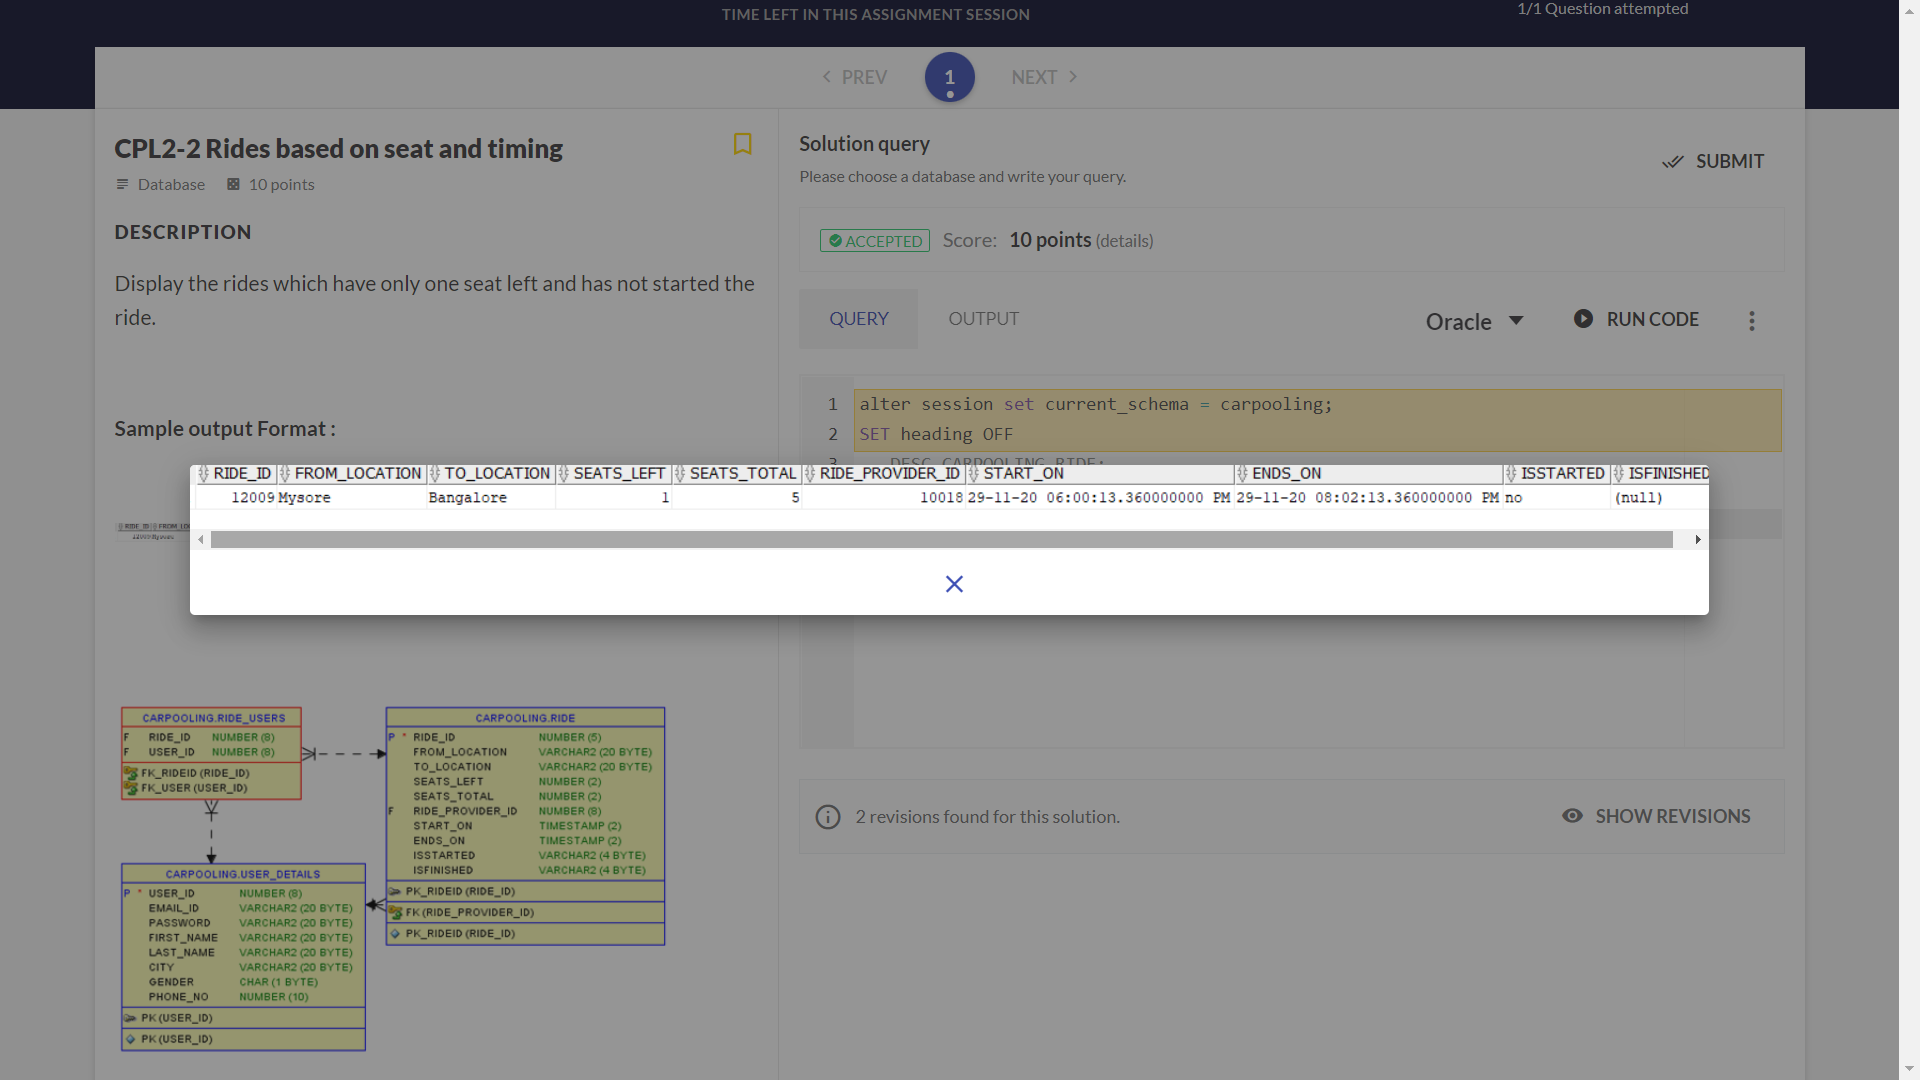 TIME LEFT IN THIS ASSIGNMENT SESSION
1/1 Question attempted
PREV
1
NEXT
CPL2-2 Rides based on seat and timing
Database
10 points
DESCRIPTION
Display the rides which have only one seat left and has not started the
ride.
Sample output Format :
Solution query
Please choose a database and write your query.
SUBMIT
ACCEPTED
Score: 10 points (details)
QUERY
OUTPUT
Oracle
RUN CODE
1 alter session set current_schema = carpooling;
2 SET heading OFF
3 DESC CARPOOLING.RIDE;
RIDE_ID FROM_LOCATION TO_LOCATION SEATS_LEFT SEATS_TOTAL RIDE_PROVIDER_ID START_ON ENDS_ON ISSTARTED ISFINISHED
12009 Mysore Bangalore 1 5 10018 29-11-20 06:00:13.360000000 PM 29-11-20 08:02:13.360000000 PM no (null)
2 revisions found for this solution.
SHOW REVISIONS
CARPOOLING.RIDE_USERS
F RIDE_ID NUMBER (8)
F USER_ID NUMBER (8)
FK_RIDEID (RIDE_ID)
FK_USER (USER_ID)
CARPOOLING.RIDE
P * RIDE_ID NUMBER (5)
FROM_LOCATION VARCHAR2 (20 BYTE)
TO_LOCATION VARCHAR2 (20 BYTE)
SEATS_LEFT NUMBER (2)
SEATS_TOTAL NUMBER (2)
F RIDE_PROVIDER_ID NUMBER (8)
START_ON TIMESTAMP (2)
ENDS_ON TIMESTAMP (2)
ISSTARTED VARCHAR2 (4 BYTE)
ISFINISHED VARCHAR2 (4 BYTE)
PK_RIDEID (RIDE_ID)
FK (RIDE_PROVIDER_ID)
PK_RIDEID (RIDE_ID)
CARPOOLING.USER_DETAILS
P * USER_ID NUMBER (8)
EMAIL_ID VARCHAR2 (20 BYTE)
PASSWORD VARCHAR2 (20 BYTE)
FIRST_NAME VARCHAR2 (20 BYTE)
LAST_NAME VARCHAR2 (20 BYTE)
CITY VARCHAR2 (20 BYTE)
GENDER CHAR (1 BYTE)
PHONE_NO NUMBER (10)
PK (USER_ID)
PK (USER_ID)